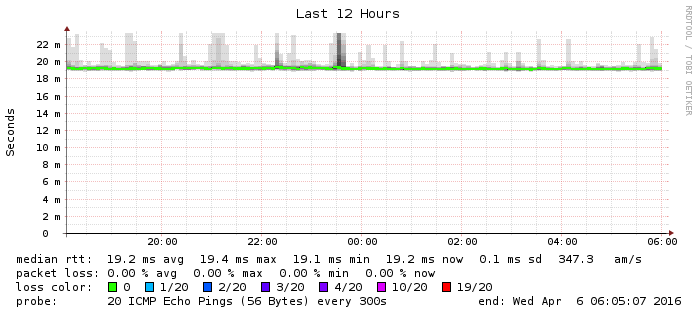 Last 12 Hours
RRDTOOL / TOBI OETIKER
Seconds
22 m
20 m
18 m
16 m
14 m
12 m
10 m
8 m
6 m
4 m
2 m
0
20:00 22:00 00:00 02:00 04:00 06:00
median rtt: 19.2 ms avg 19.4 ms max 19.1 ms min 19.2 ms now 0.1 ms sd 347.3 am/s
packet loss: 0.00 % avg 0.00 % max 0.00 % min 0.00 % now
loss color: 0 1/20 2/20 3/20 4/20 10/20 19/20
probe: 20 ICMP Echo Pings (56 Bytes) every 300s end: Wed Apr 6 06:05:07 2016